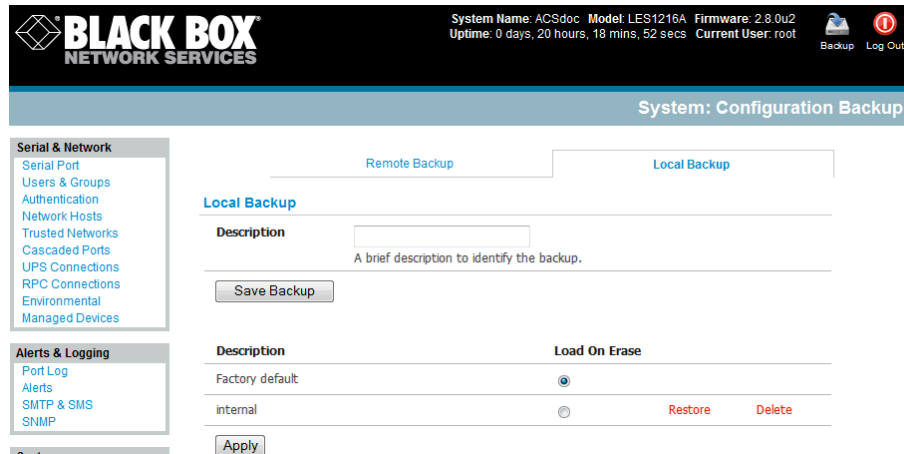 BLACK BOX®
NETWORK SERVICES
System Name: ACSdoc Model: LES1216A Firmware: 2.8.0u2
Uptime: 0 days, 20 hours, 18 mins, 52 secs Current User: root
Backup Log Out
System: Configuration Backup
Serial & Network
Serial Port
Users & Groups
Authentication
Network Hosts
Trusted Networks
Cascaded Ports
UPS Connections
RPC Connections
Environmental
Managed Devices
Alerts & Logging
Port Log
Alerts
SMTP & SMS
SNMP
Remote Backup Local Backup
Local Backup
Description
A brief description to identify the backup.
Save Backup
Description Load On Erase
Factory default
internal Restore Delete
Apply